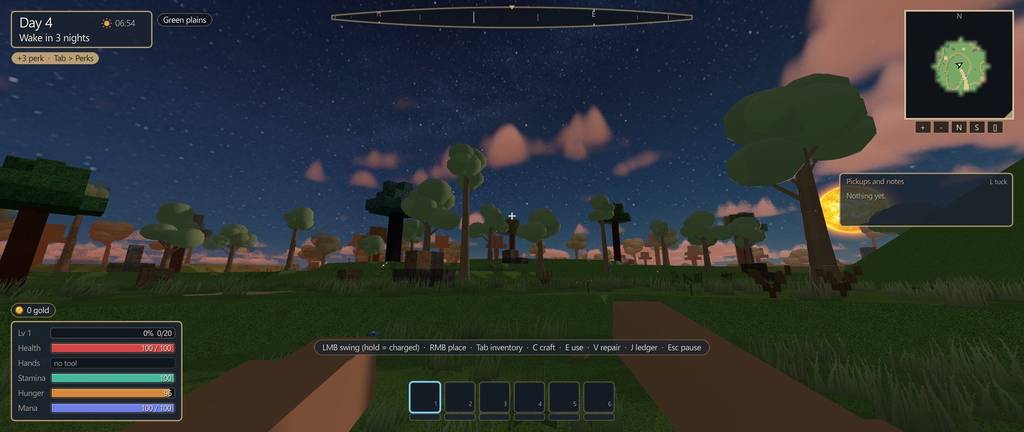 Day 4
06:54
Wake in 3 nights
Green plains
+3 perk · Tab > Perks
N
E
N
+ - N S []
Pickups and notes
L tuck
Nothing yet.
0 gold
Lv 1
0% 0/20
Health
100 / 100
Hands
no tool
Stamina
100
Hunger
Mana
100 / 100
LMB swing (hold = charged) · RMB place · Tab inventory · C craft · E use · V repair · J ledger · Esc pause
1 2 3 4 5 6